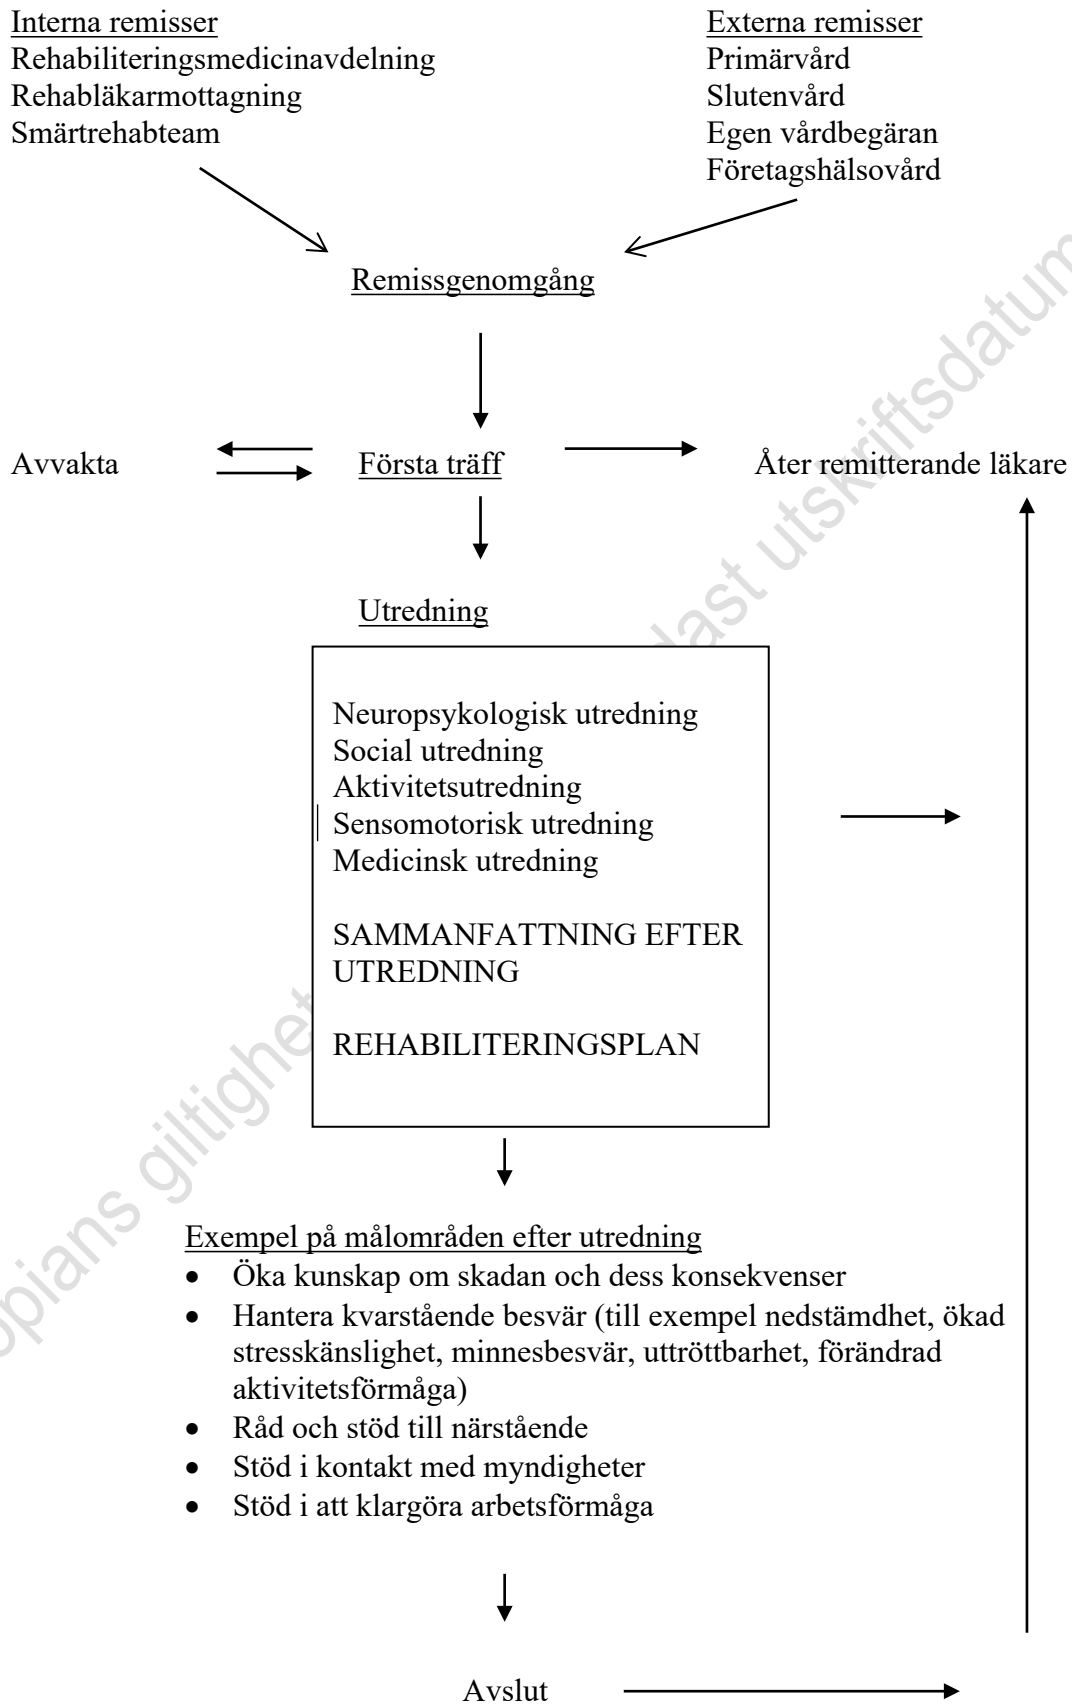 Interna remisser
Rehabiliteringsmedicinavdelning
Rehabläkarmottagning
Smärtrehabteam
Externa remisser
Primärvård
Slutenvård
Egen vårdbegäran
Företagshälsovård
Remissgenomgång
Avvakta
Första träff
Åter remitterande läkare
Utredning
Neuropsykologisk utredning
Social utredning
Aktivitetsutredning
Sensomotorisk utredning
Medicinsk utredning
SAMMANFATTNING EFTER
UTREDNING
REHABILITERINGSPLAN
Exempel på målområden efter utredning
• Öka kunskap om skadan och dess konsekvenser
• Hantera kvarstående besvär (till exempel nedstämdhet, ökad
stresskänslighet, minnesbesvär, uttröttbarhet, förändrad
aktivitetsförmåga)
• Råd och stöd till närstående
• Stöd i kontakt med myndigheter
• Stöd i att klargöra arbetsförmåga
Avslut
utskriftsdatum